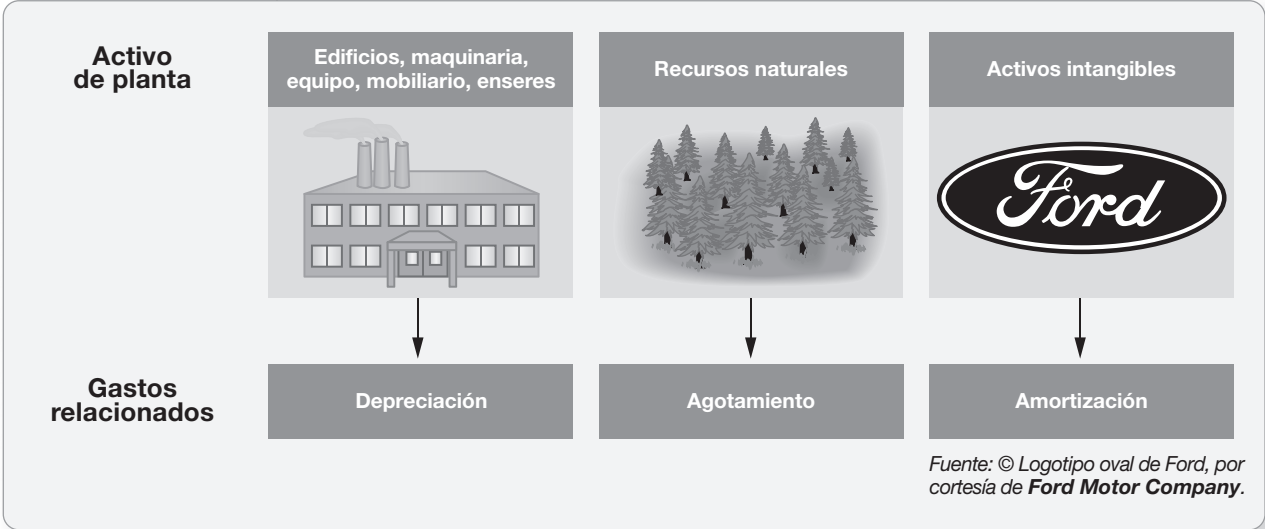 Activo
de planta
Edificios, maquinaria,
equipo, mobiliario, enseres
Recursos naturales
Activos intangibles
Ford
Gastos
relacionados
Depreciación
Agotamiento
Amortización
Fuente: © Logotipo oval de Ford, por
cortesía de Ford Motor Company.